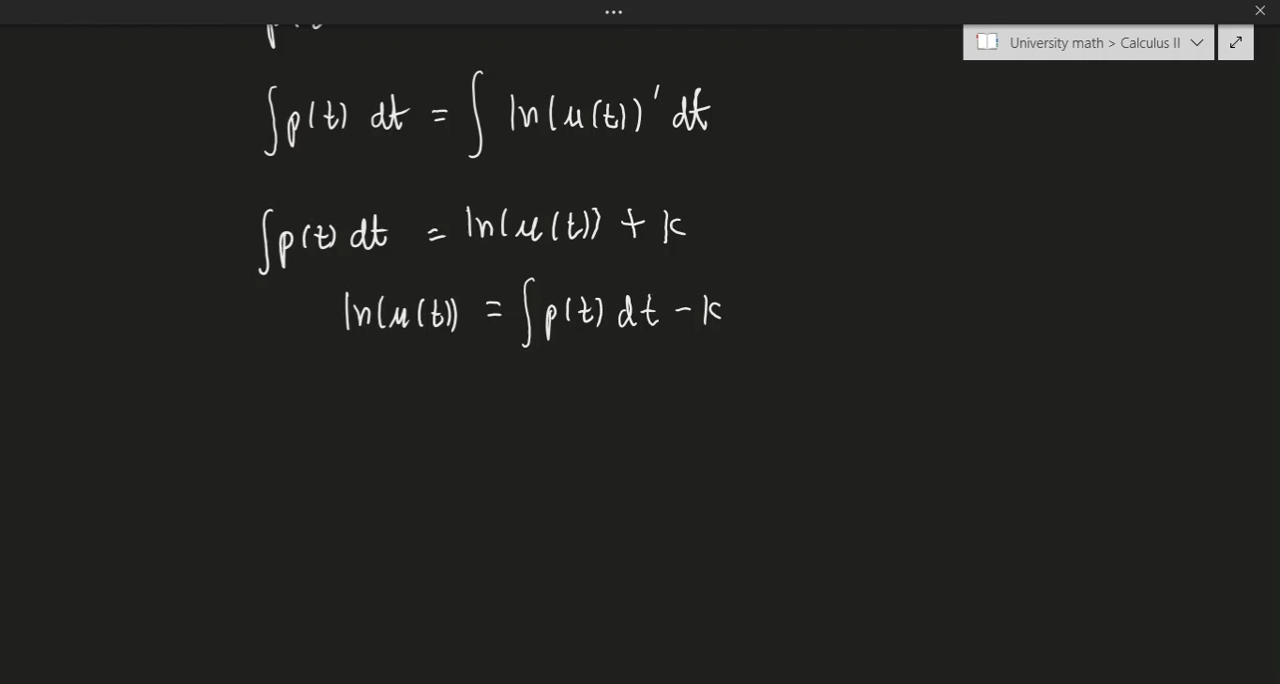 University math > Calculus II
∫p(t) dt = ∫ ln(μ(t))' dt
∫p(t) dt = ln(μ(t)) + k
ln(μ(t)) = ∫p(t) dt - k